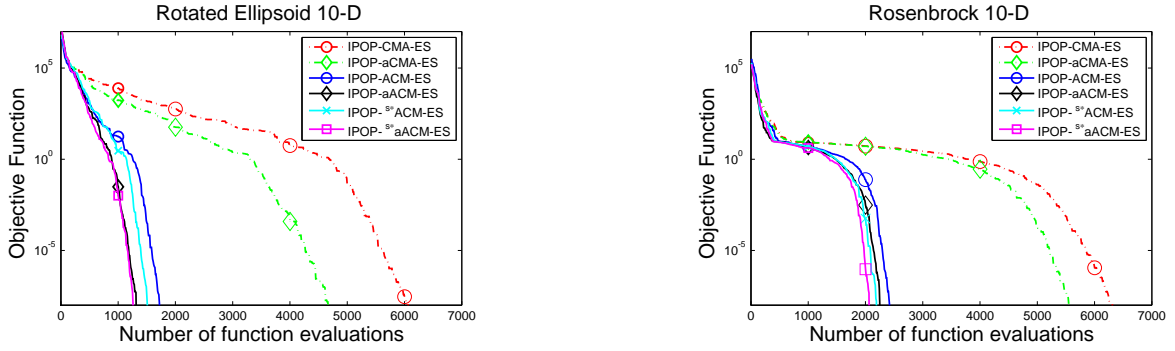 Rotated Ellipsoid 10-D
Objective Function
10^5
10^0
10^-5
IPOP-CMA-ES
IPOP-aCMA-ES
IPOP-ACM-ES
IPOP-aACM-ES
IPOP- s*ACM-ES
IPOP- s*aACM-ES
0 1000 2000 3000 4000 5000 6000 7000
Number of function evaluations
Rosenbrock 10-D
Objective Function
10^5
10^0
10^-5
IPOP-CMA-ES
IPOP-aCMA-ES
IPOP-ACM-ES
IPOP-aACM-ES
IPOP- s*ACM-ES
IPOP- s*aACM-ES
0 1000 2000 3000 4000 5000 6000 7000
Number of function evaluations